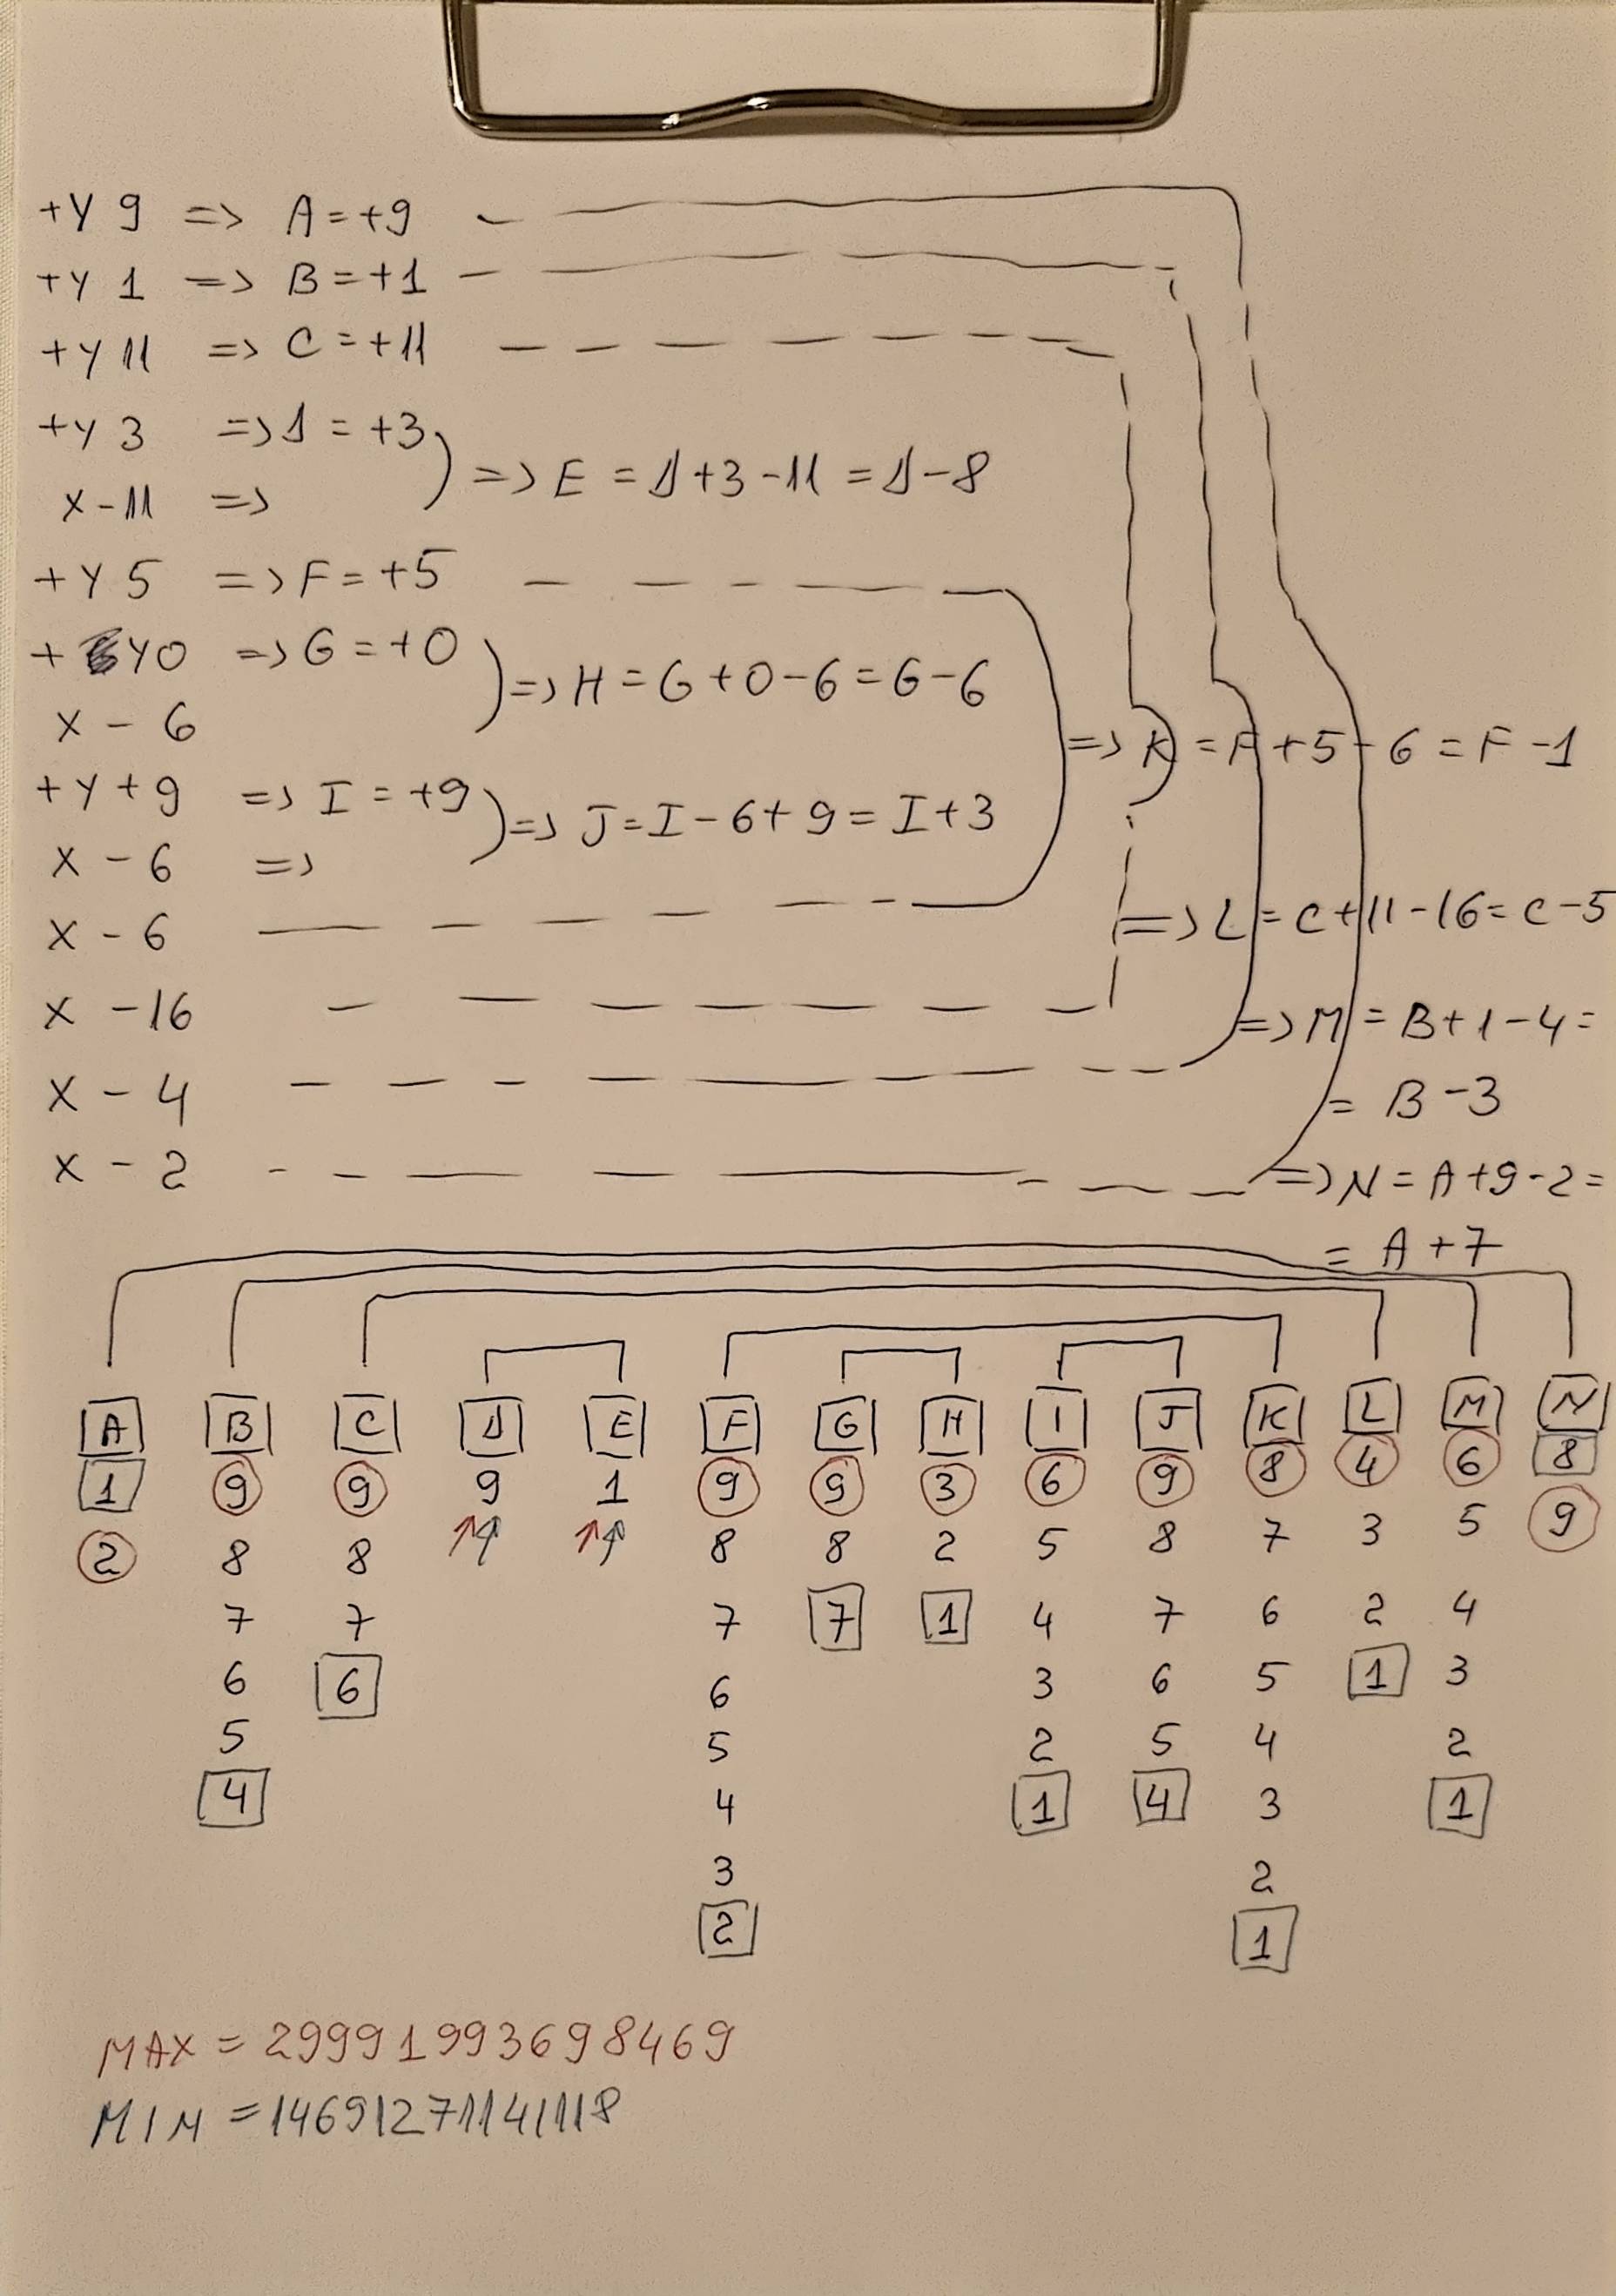 +Y 9 => A = +9
+Y 1 => B = +1
+Y 11 => C = +11
+Y 3 => D = +3
X - 11 =>
=> E = D + 3 - 11 = D - 8
+Y 5 => F = +5
+ Y0 => G = +0
X - 6
=> H = G + 0 - 6 = G - 6
+Y + 9 => I = +9
X - 6 =>
=> J = I - 6 + 9 = I + 3
X - 6
=> K = F + 5 - 6 = F - 1
X - 16
=> L = C + 11 - 16 = C - 5
X - 4
=> M = B + 1 - 4 =
= B - 3
X - 2
=> N = A + 9 - 2 =
= A + 7
A B C D E F G H I J K L M N
1 9 9 9 1 9 9 3 6 9 8 4 6 8
2 8 8 ↑↑ ↑↑ 8 8 2 5 8 7 3 5 9
7 7 7 7 1 4 7 6 2 4
6 6 6 3 6 5 1 3
5 5 2 5 4 2
4 4 1 4 3 1
3 2
2 1
MAX = 29991993698469
MIN = 14691271141118